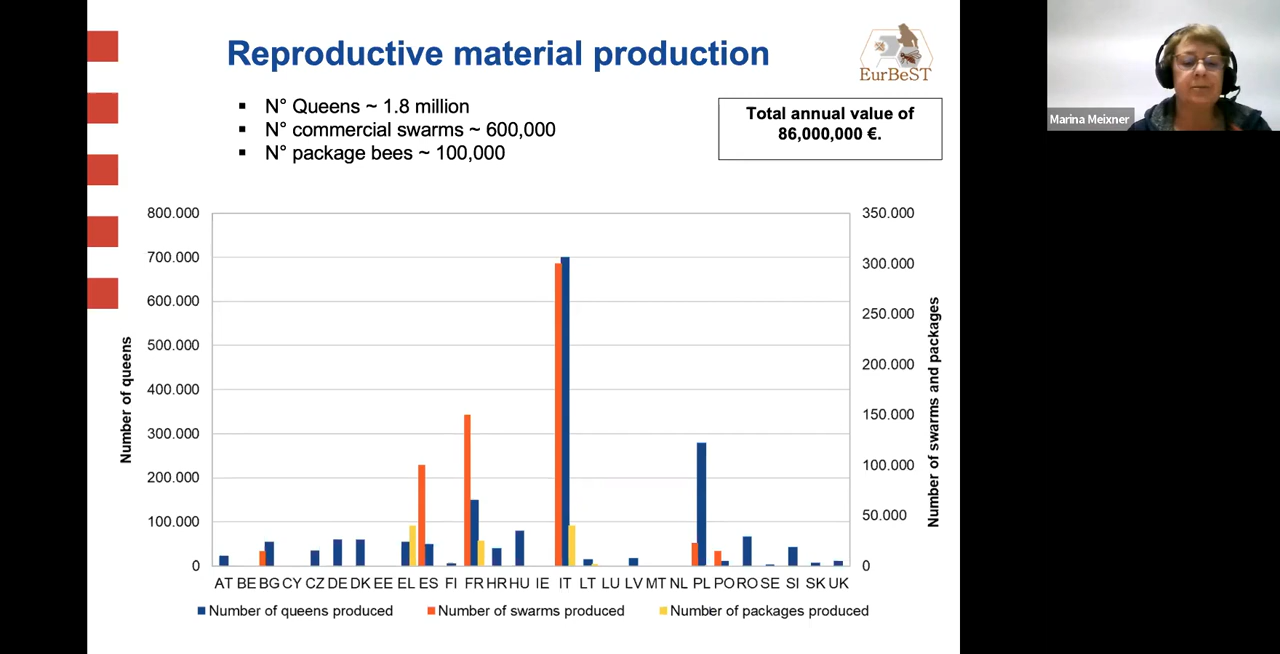 Reproductive material production
EurBeST
▪ N° Queens ~ 1.8 million
▪ N° commercial swarms ~ 600,000
▪ N° package bees ~ 100,000
Total annual value of
86,000,000 €.
Marina Meixner
800.000
700.000
600.000
500.000
400.000
300.000
200.000
100.000
0
Number of queens
350.000
300.000
250.000
200.000
150.000
100.000
50.000
0
Number of swarms and packages
AT BE BG CY CZ DE DK EE EL ES FI FR HR HU IE IT LT LU LV MT NL PL PO RO SE SI SK UK
Number of queens produced Number of swarms produced Number of packages produced